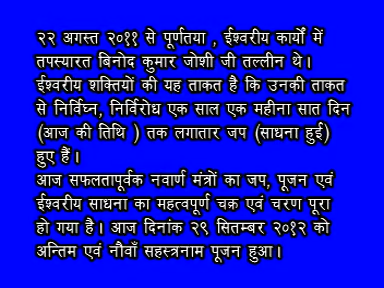 २२ अगस्त २०११ से पूर्णतया , ईश्वरीय कार्यों में
तपस्यारत बिनोद कुमार जोशी जी तल्लीन थे।
ईश्वरीय शक्तियों की यह ताकत है कि उनकी ताकत
से निर्विघ्न, निर्विरोध एक साल एक महीना सात दिन
(आज की तिथि ) तक लगातार जप (साधना हुई)
हुए हैं।
आज सफलतापूर्वक नवार्ण मंत्रों का जप, पूजन एवं
ईश्वरीय साधना का महत्वपूर्ण चक्र एवं चरण पूरा
हो गया है। आज दिनांक २९ सितम्बर २०१२ को
अन्तिम एवं नौवाँ सहस्त्रनाम पूजन हुआ।